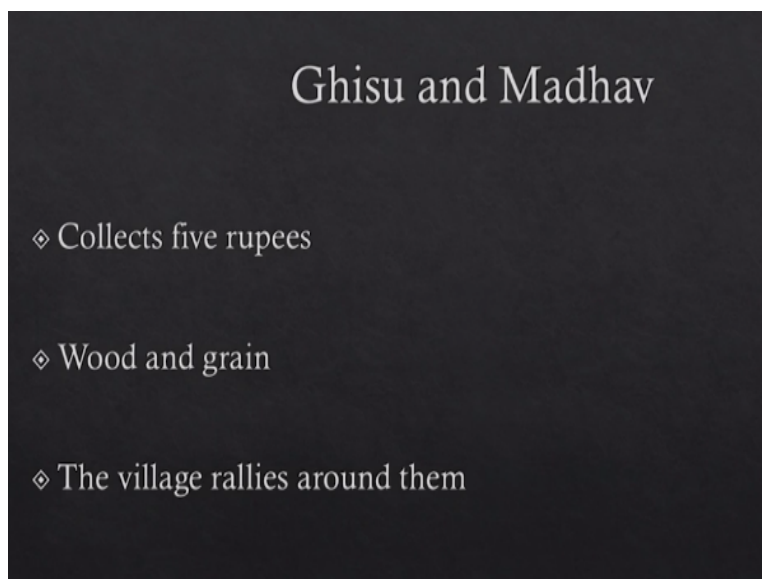 Ghisu and Madhav
Collects five rupees
Wood and grain
The village rallies around them